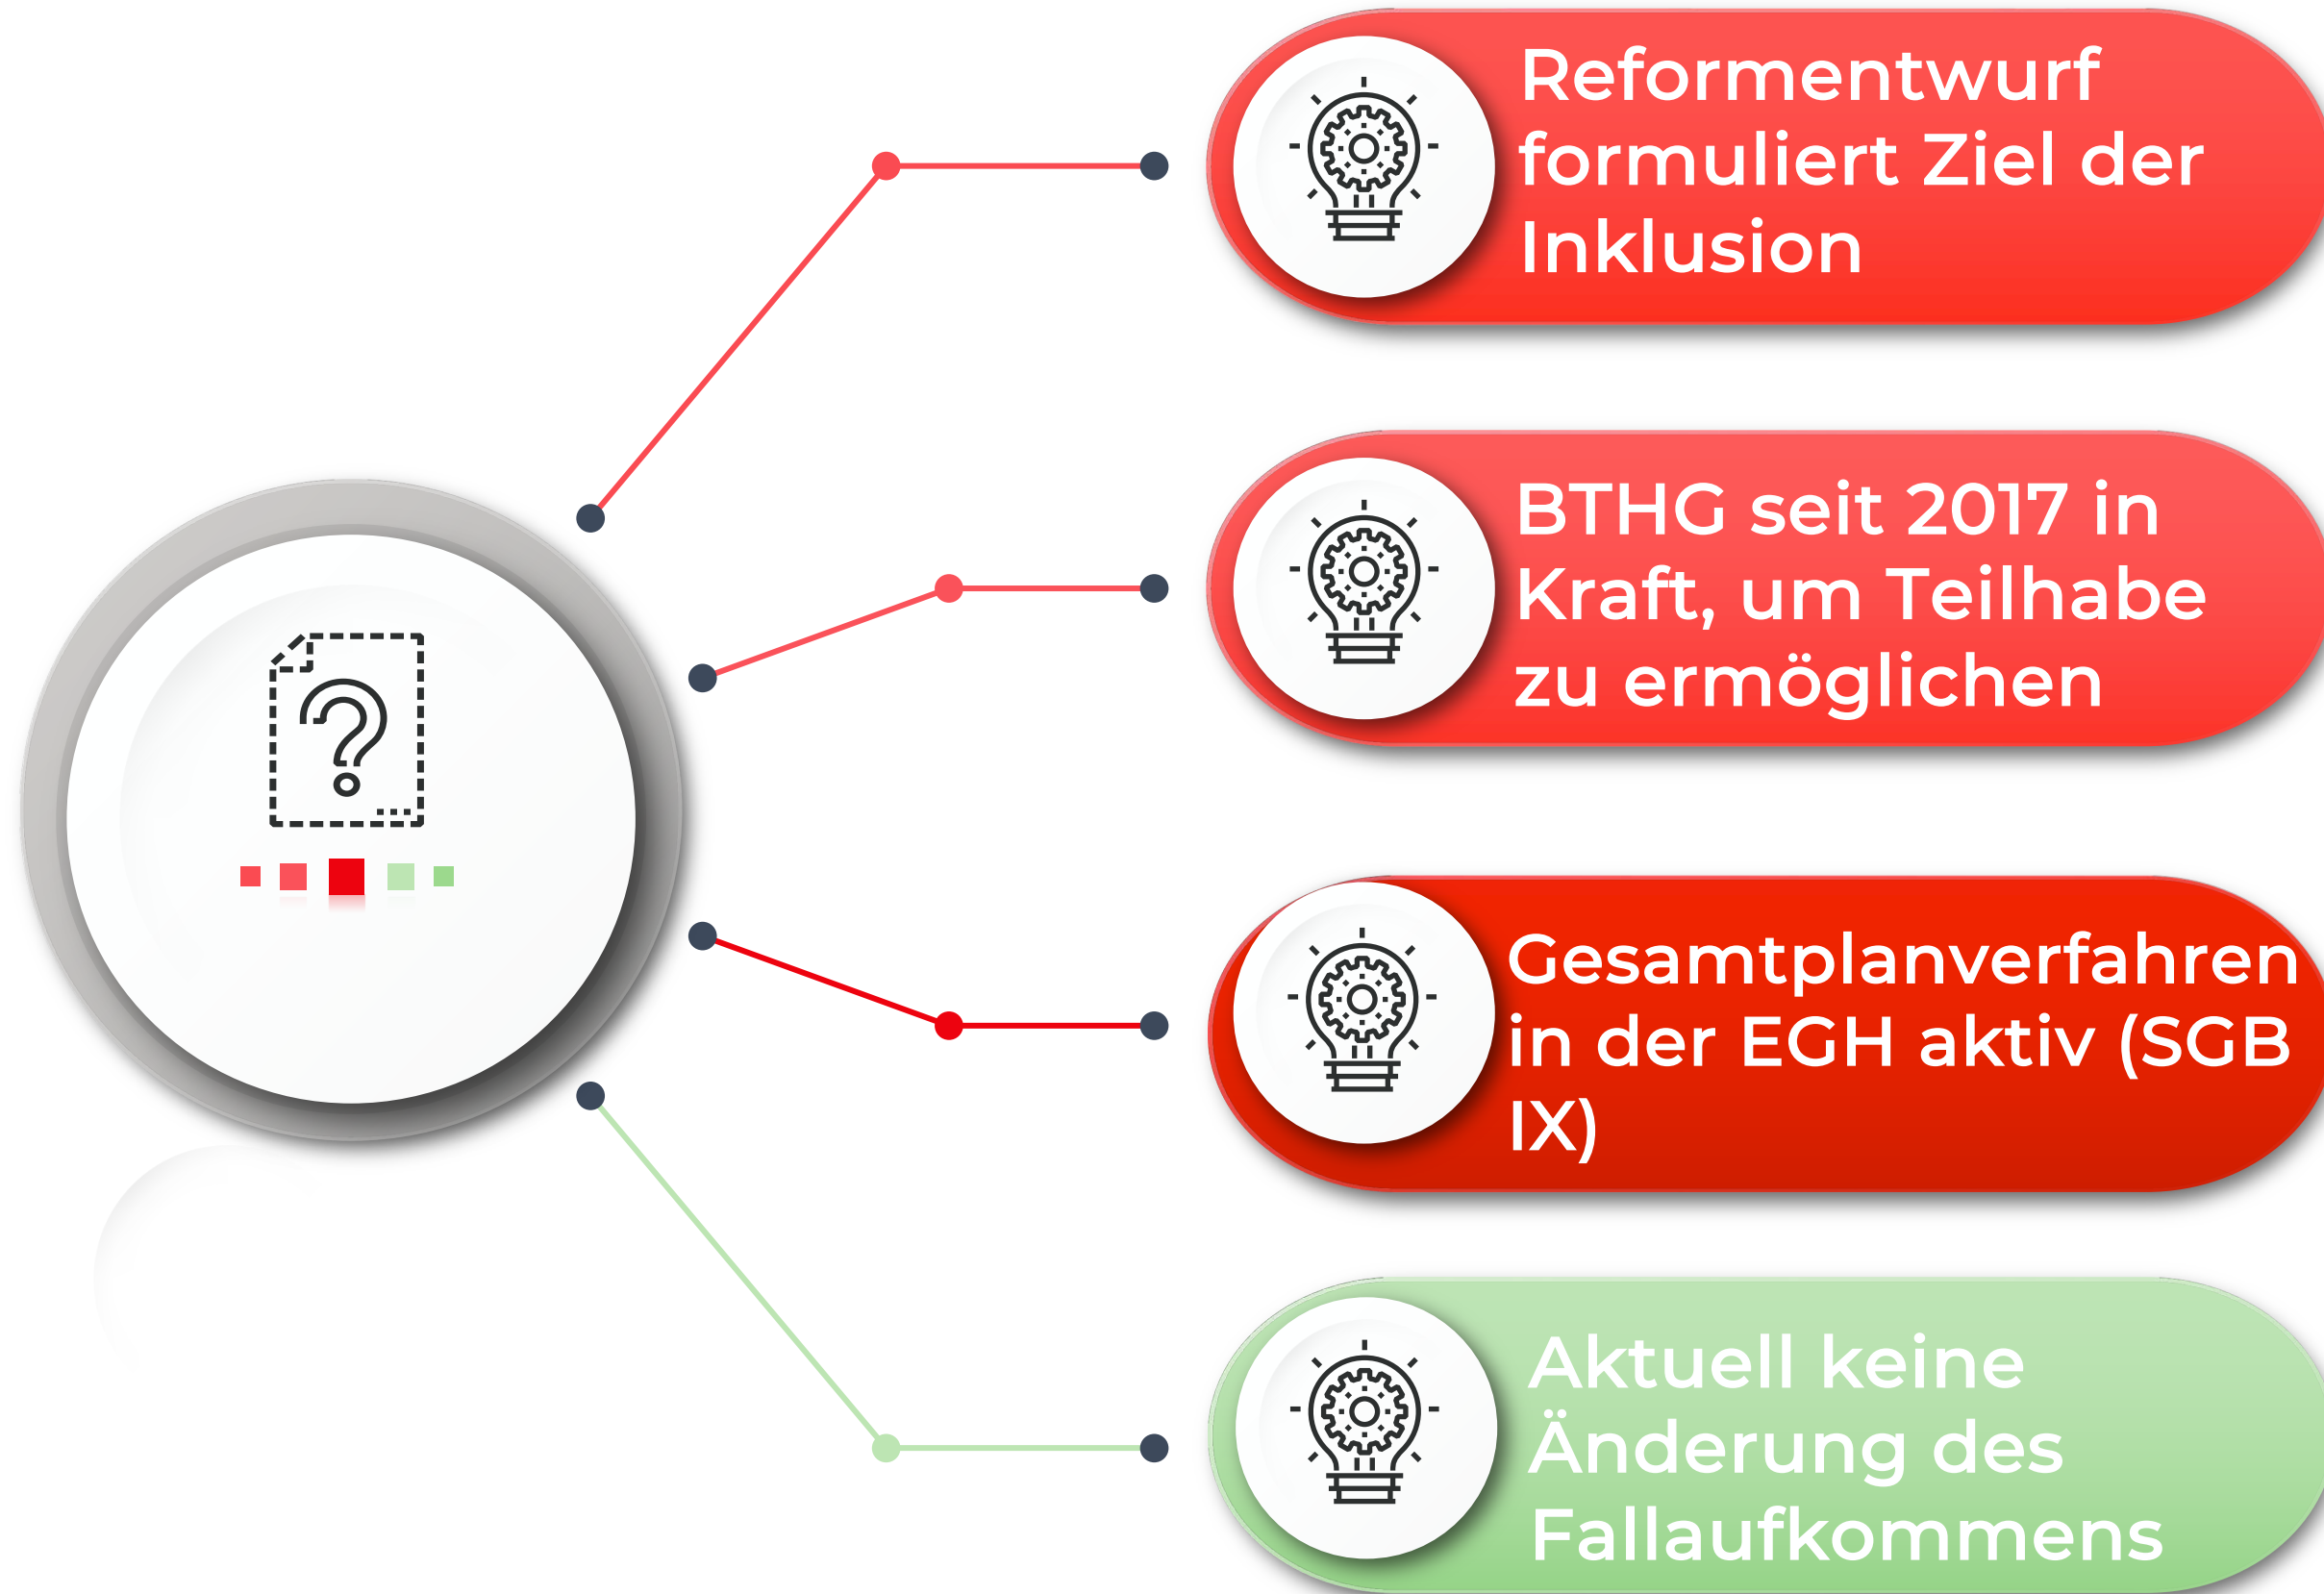 Reformentwurf
formuliert Ziel der
Inklusion
BTHG seit 2017 in
Kraft, um Teilhabe
zu ermöglichen
Gesamtplanverfahren
in der EGH aktiv (SGB
IX)
Aktuell keine
Änderung des
Fallaufkommens